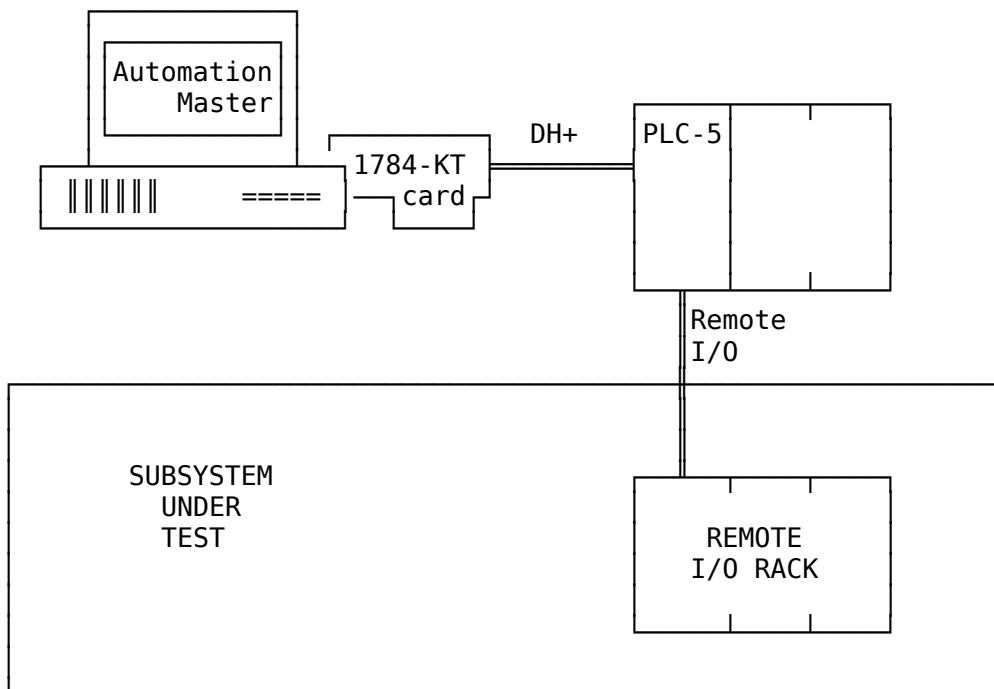 Automation
Master
DH+
PLC-5
1784-KT
card
Remote
I/O
SUBSYSTEM
UNDER
TEST
REMOTE
I/O RACK